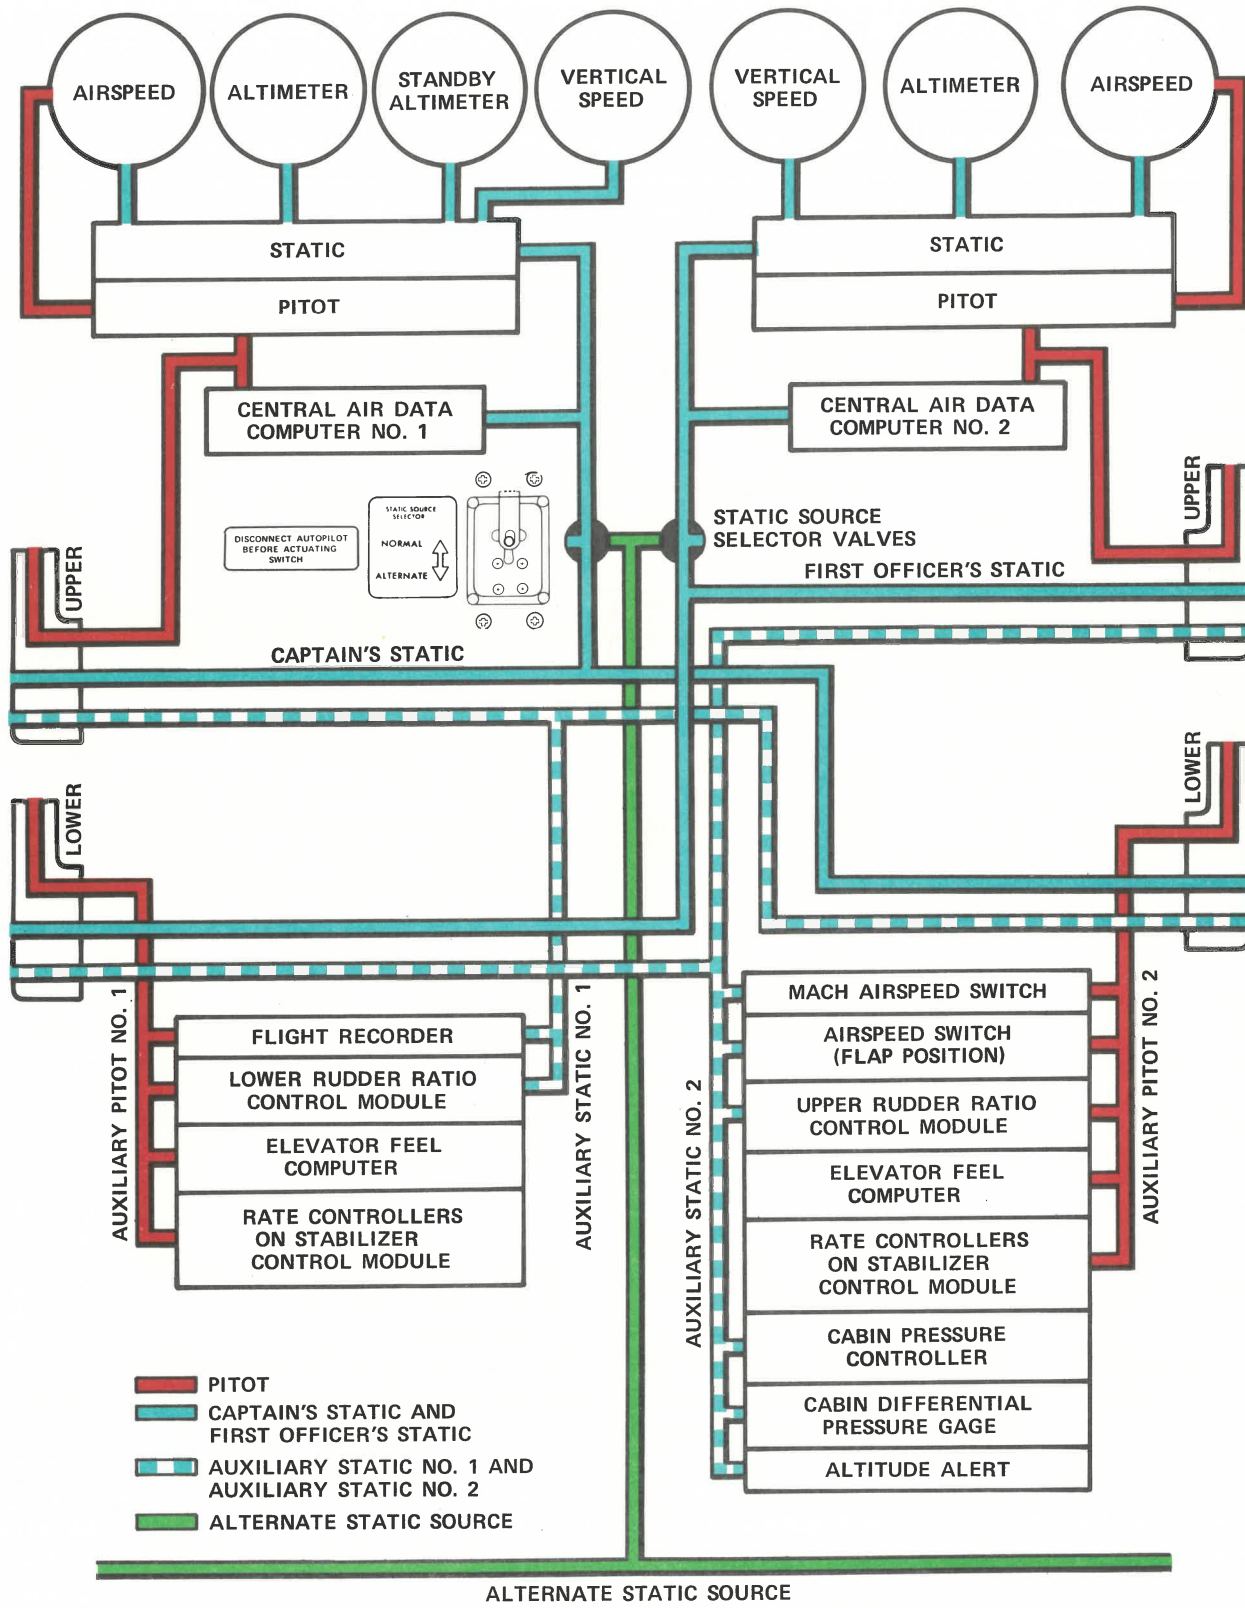 AIRSPEED
ALTIMETER
STANDBY
ALTIMETER
VERTICAL
SPEED
VERTICAL
SPEED
ALTIMETER
AIRSPEED
STATIC
PITOT
STATIC
PITOT
CENTRAL AIR DATA
COMPUTER NO. 1
CENTRAL AIR DATA
COMPUTER NO. 2
STATIC SOURCE
SELECTOR
NORMAL
ALTERNATE
DISCONNECT AUTOPILOT
BEFORE ACTUATING
SWITCH
STATIC SOURCE
SELECTOR VALVES
UPPER
UPPER
FIRST OFFICER'S STATIC
CAPTAIN'S STATIC
LOWER
LOWER
AUXILIARY PITOT NO. 1
FLIGHT RECORDER
LOWER RUDDER RATIO
CONTROL MODULE
ELEVATOR FEEL
COMPUTER
RATE CONTROLLERS
ON STABILIZER
CONTROL MODULE
AUXILIARY STATIC NO. 1
AUXILIARY STATIC NO. 2
MACH AIRSPEED SWITCH
AIRSPEED SWITCH
(FLAP POSITION)
UPPER RUDDER RATIO
CONTROL MODULE
ELEVATOR FEEL
COMPUTER
RATE CONTROLLERS
ON STABILIZER
CONTROL MODULE
CABIN PRESSURE
CONTROLLER
CABIN DIFFERENTIAL
PRESSURE GAGE
ALTITUDE ALERT
AUXILIARY PITOT NO. 2
PITOT
CAPTAIN'S STATIC AND
FIRST OFFICER'S STATIC
AUXILIARY STATIC NO. 1 AND
AUXILIARY STATIC NO. 2
ALTERNATE STATIC SOURCE
ALTERNATE STATIC SOURCE